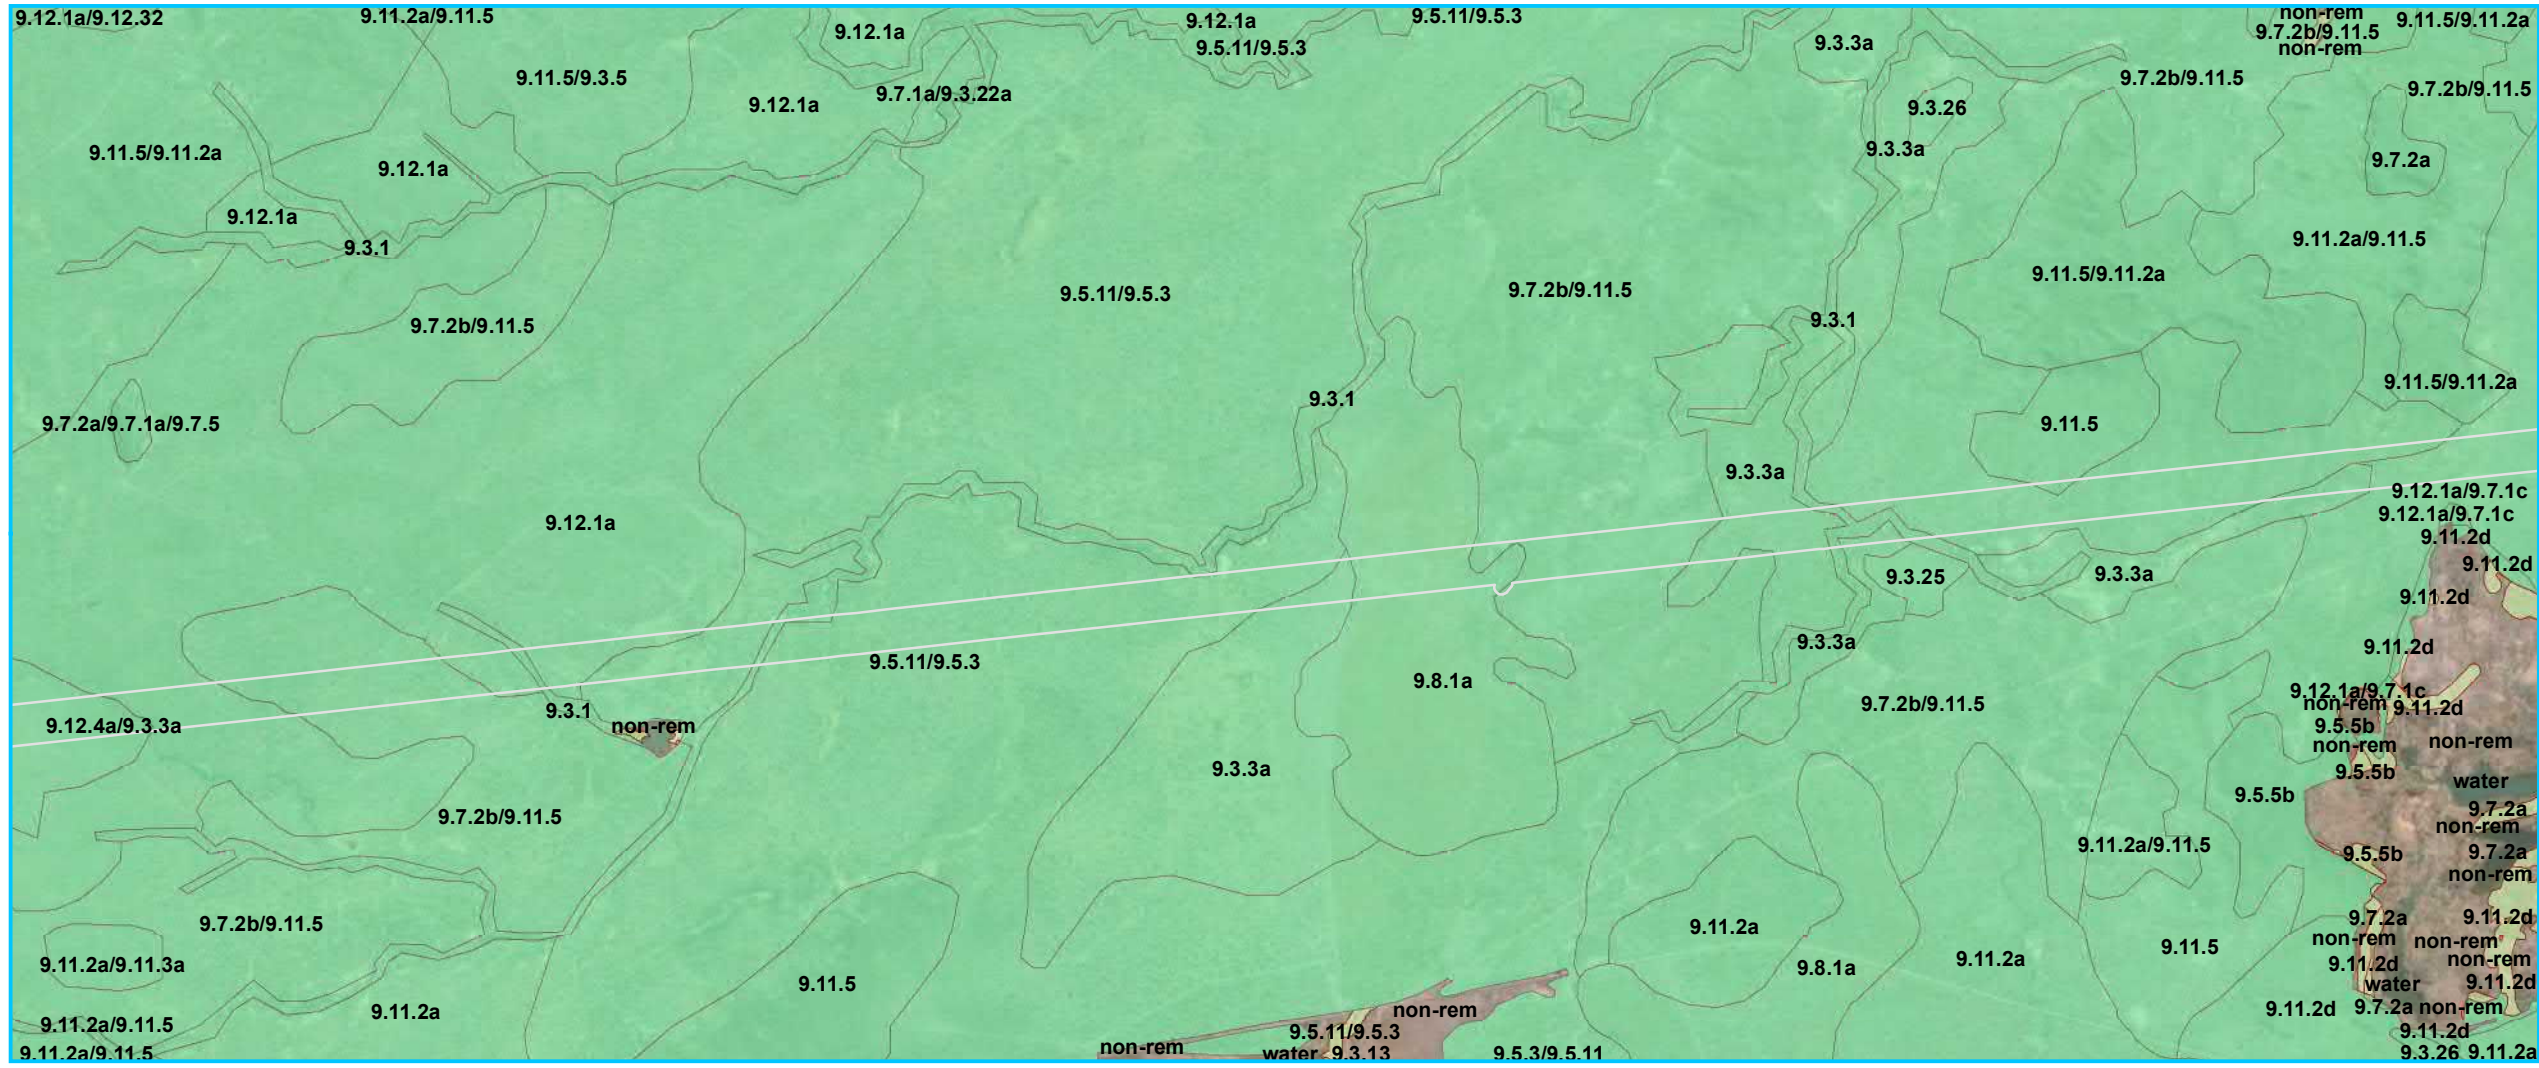 9.12.1a/9.12.32
9.11.2a/9.11.5
9.12.1a
9.12.1a
9.5.11/9.5.3
9.5.11/9.5.3
9.3.3a
non-rem
9.7.2b/9.11.5
non-rem
9.11.5/9.11.2a
9.11.5/9.3.5
9.12.1a
9.7.1a/9.3.22a
9.7.2b/9.11.5
9.7.2b/9.11.5
9.3.26
9.3.3a
9.11.5/9.11.2a
9.12.1a
9.7.2a
9.12.1a
9.3.1
9.11.2a/9.11.5
9.11.5/9.11.2a
9.5.11/9.5.3
9.7.2b/9.11.5
9.3.1
9.7.2b/9.11.5
9.3.1
9.11.5/9.11.2a
9.7.2a/9.7.1a/9.7.5
9.11.5
9.3.3a
9.12.1a/9.7.1c
9.12.1a/9.7.1c
9.12.1a
9.11.2d
9.11.2d
9.3.25
9.3.3a
9.11.2d
9.3.3a
9.11.2d
9.5.11/9.5.3
9.8.1a
9.12.1a/9.7.1c
non-rem
9.11.2d
9.7.2b/9.11.5
9.3.1
9.12.4a/9.3.3a
non-rem
9.5.5b
non-rem
non-rem
9.3.3a
9.5.5b
water
9.5.5b
9.7.2a
9.7.2b/9.11.5
non-rem
9.11.2a/9.11.5
9.5.5b
9.7.2a
non-rem
9.7.2b/9.11.5
9.11.2a
9.7.2a
9.11.2d
non-rem
non-rem
9.11.5
9.11.2a
9.11.2a/9.11.3a
9.8.1a
9.11.2d
non-rem
9.11.5
water
9.11.2d
9.11.2a
non-rem
9.11.2d
9.7.2a
non-rem
9.11.2a/9.11.5
9.5.11/9.5.3
9.11.2d
9.11.2a/9.11.5
non-rem
water
9.3.13
9.5.3/9.5.11
9.3.26
9.11.2a